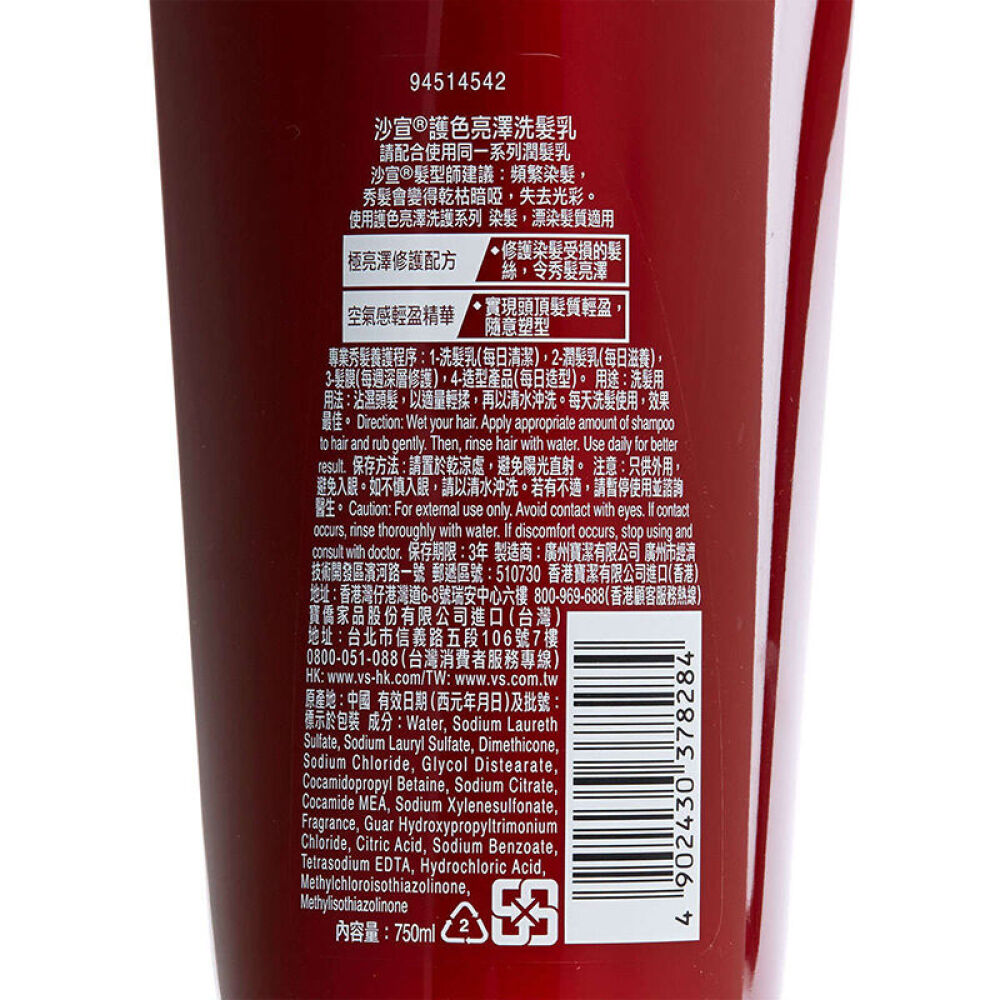 94514542
沙宣®護色亮澤洗髮乳
請配合使用同一系列潤髮乳
沙宣®髮型師建議：頻繁染髮，
秀髮會變得乾枯暗啞，失去光彩。
使用護色亮澤洗護系列 染髮，漂染髮質適用
極亮澤修護配方
◆修護染髮受損的髮
絲，令秀髮亮澤
空氣感輕盈精華
◆實現頭頂髮質輕盈，
隨意塑型
專業秀髮養護程序：1-洗髮乳(每日清潔)，2-潤髮乳(每日滋養)，
3-髮膜(每週深層修護)，4-造型產品(每日造型)。 用途：洗髮用
用法：沾濕頭髮，以適量輕揉，再以清水沖洗。每天洗髮使用，效果
最佳。 Direction: Wet your hair. Apply appropriate amount of shampoo
to hair and rub gently. Then, rinse hair with water. Use daily for better
result. 保存方法：請置於乾涼處，避免陽光直射。 注意：只供外用，
避免入眼。如不慎入眼，請以清水沖洗。若有不適，請暫停使用並諮詢
醫生。 Caution: For external use only. Avoid contact with eyes. If contact
occurs, rinse thoroughly with water. If discomfort occurs, stop using and
consult with doctor. 保存期限：3年 製造商：廣州寶潔有限公司 廣州市經濟
技術開發區濱河路一號 郵遞區號：510730 香港寶潔有限公司進口(香港)
地址：香港灣仔港灣道6-8號瑞安中心六樓 800-969-688(香港顧客服務熱線)
寶僑家品股份有限公司進口(台灣)
地址：台北市信義路五段106號7樓
0800-051-088(台灣消費者服務專線)
HK: www.vs-hk.com/TW: www.vs.com.tw
原產地：中國 有效日期(西元年月日)及批號：
標示於包裝 成分：Water, Sodium Laureth
Sulfate, Sodium Lauryl Sulfate, Dimethicone,
Sodium Chloride, Glycol Distearate,
Cocamidopropyl Betaine, Sodium Citrate,
Cocamide MEA, Sodium Xylenesulfonate,
Fragrance, Guar Hydroxypropyltrimonium
Chloride, Citric Acid, Sodium Benzoate,
Tetrasodium EDTA, Hydrochloric Acid,
Methylchloroisothiazolinone,
Methylisothiazolinone
內容量：750ml
2
4 902430 378284